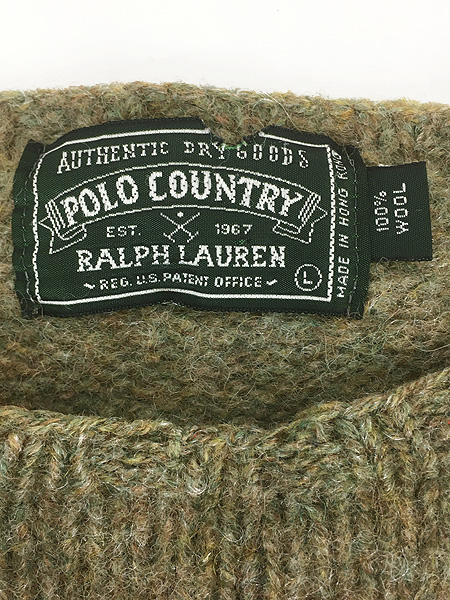 AUTHENTIC DRY GOODS
POLO COUNTRY
EST. 1967
RALPH LAUREN
REG. U.S. PATENT OFFICE
L
MADE IN HONG KONG
100%
WOOL